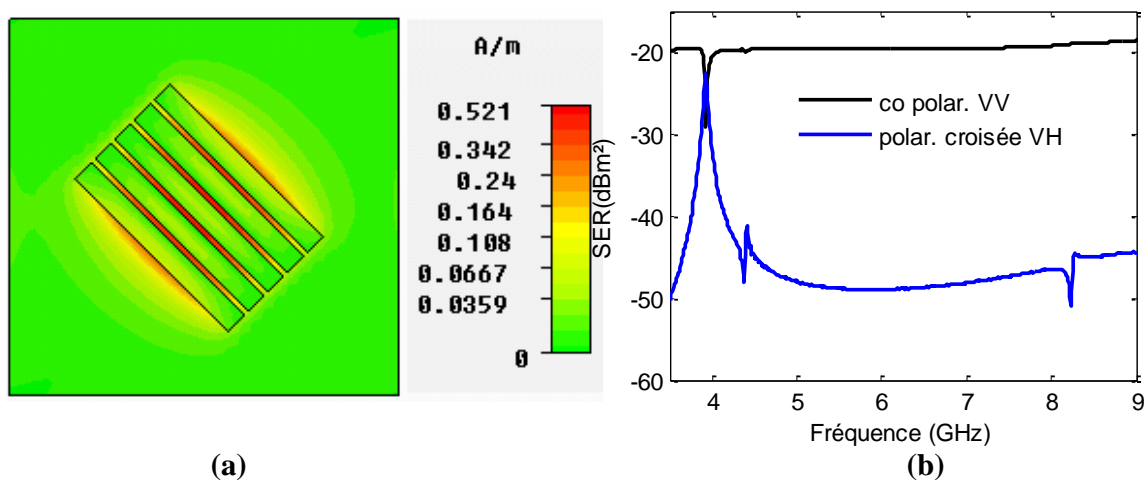 A/m
0.521
0.342
0.24
0.164
0.108
0.0667
0.0359
0
(a)
SER(dBm²)
-20
-30
-40
-50
-60
co polar. VV
polar. croisée VH
4 5 6 7 8 9
Fréquence (GHz)
(b)